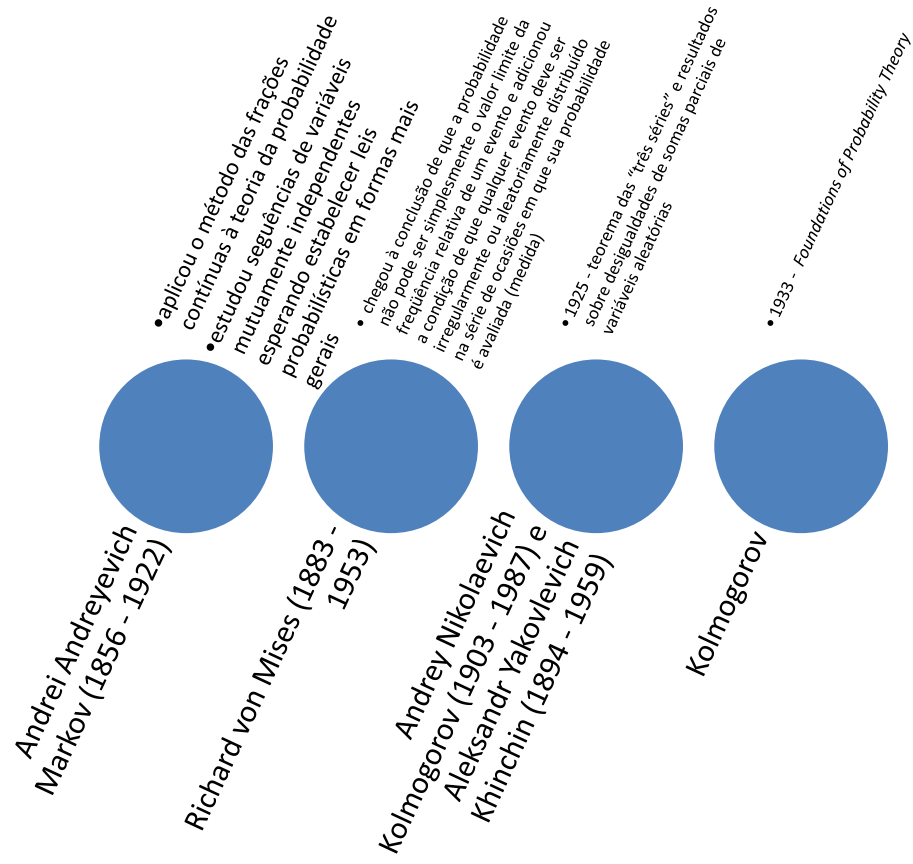 •aplicou o método das frações
contínuas à teoria da probabilidade
•estudou seguências de variáveis
mutuamente independentes
esperando estabelecer leis
probabilísticas em formas mais
gerais
Andrei Andreyevich
Markov (1856 - 1922)
• chegou à conclusão de que a probabilidade
não pode ser simplesmente o valor limite da
freqüência relativa de um evento e adicionou
a condição de que qualquer evento deve ser
irregularmente ou aleatoriamente distribuído
na série de ocasiões em que sua probabilidade
é avaliada (medida)
Richard von Mises (1883 -
1953)
•1925 - teorema das “três séries” e resultados
sobre desigualdades de somas parciais de
variáveis aleatórias
Andrey Nikolaevich
Kolmogorov (1903 - 1987) e
Aleksandr Yakovlevich
Khinchin (1894 - 1959)
•1933 - Foundations of Probability Theory
Kolmogorov